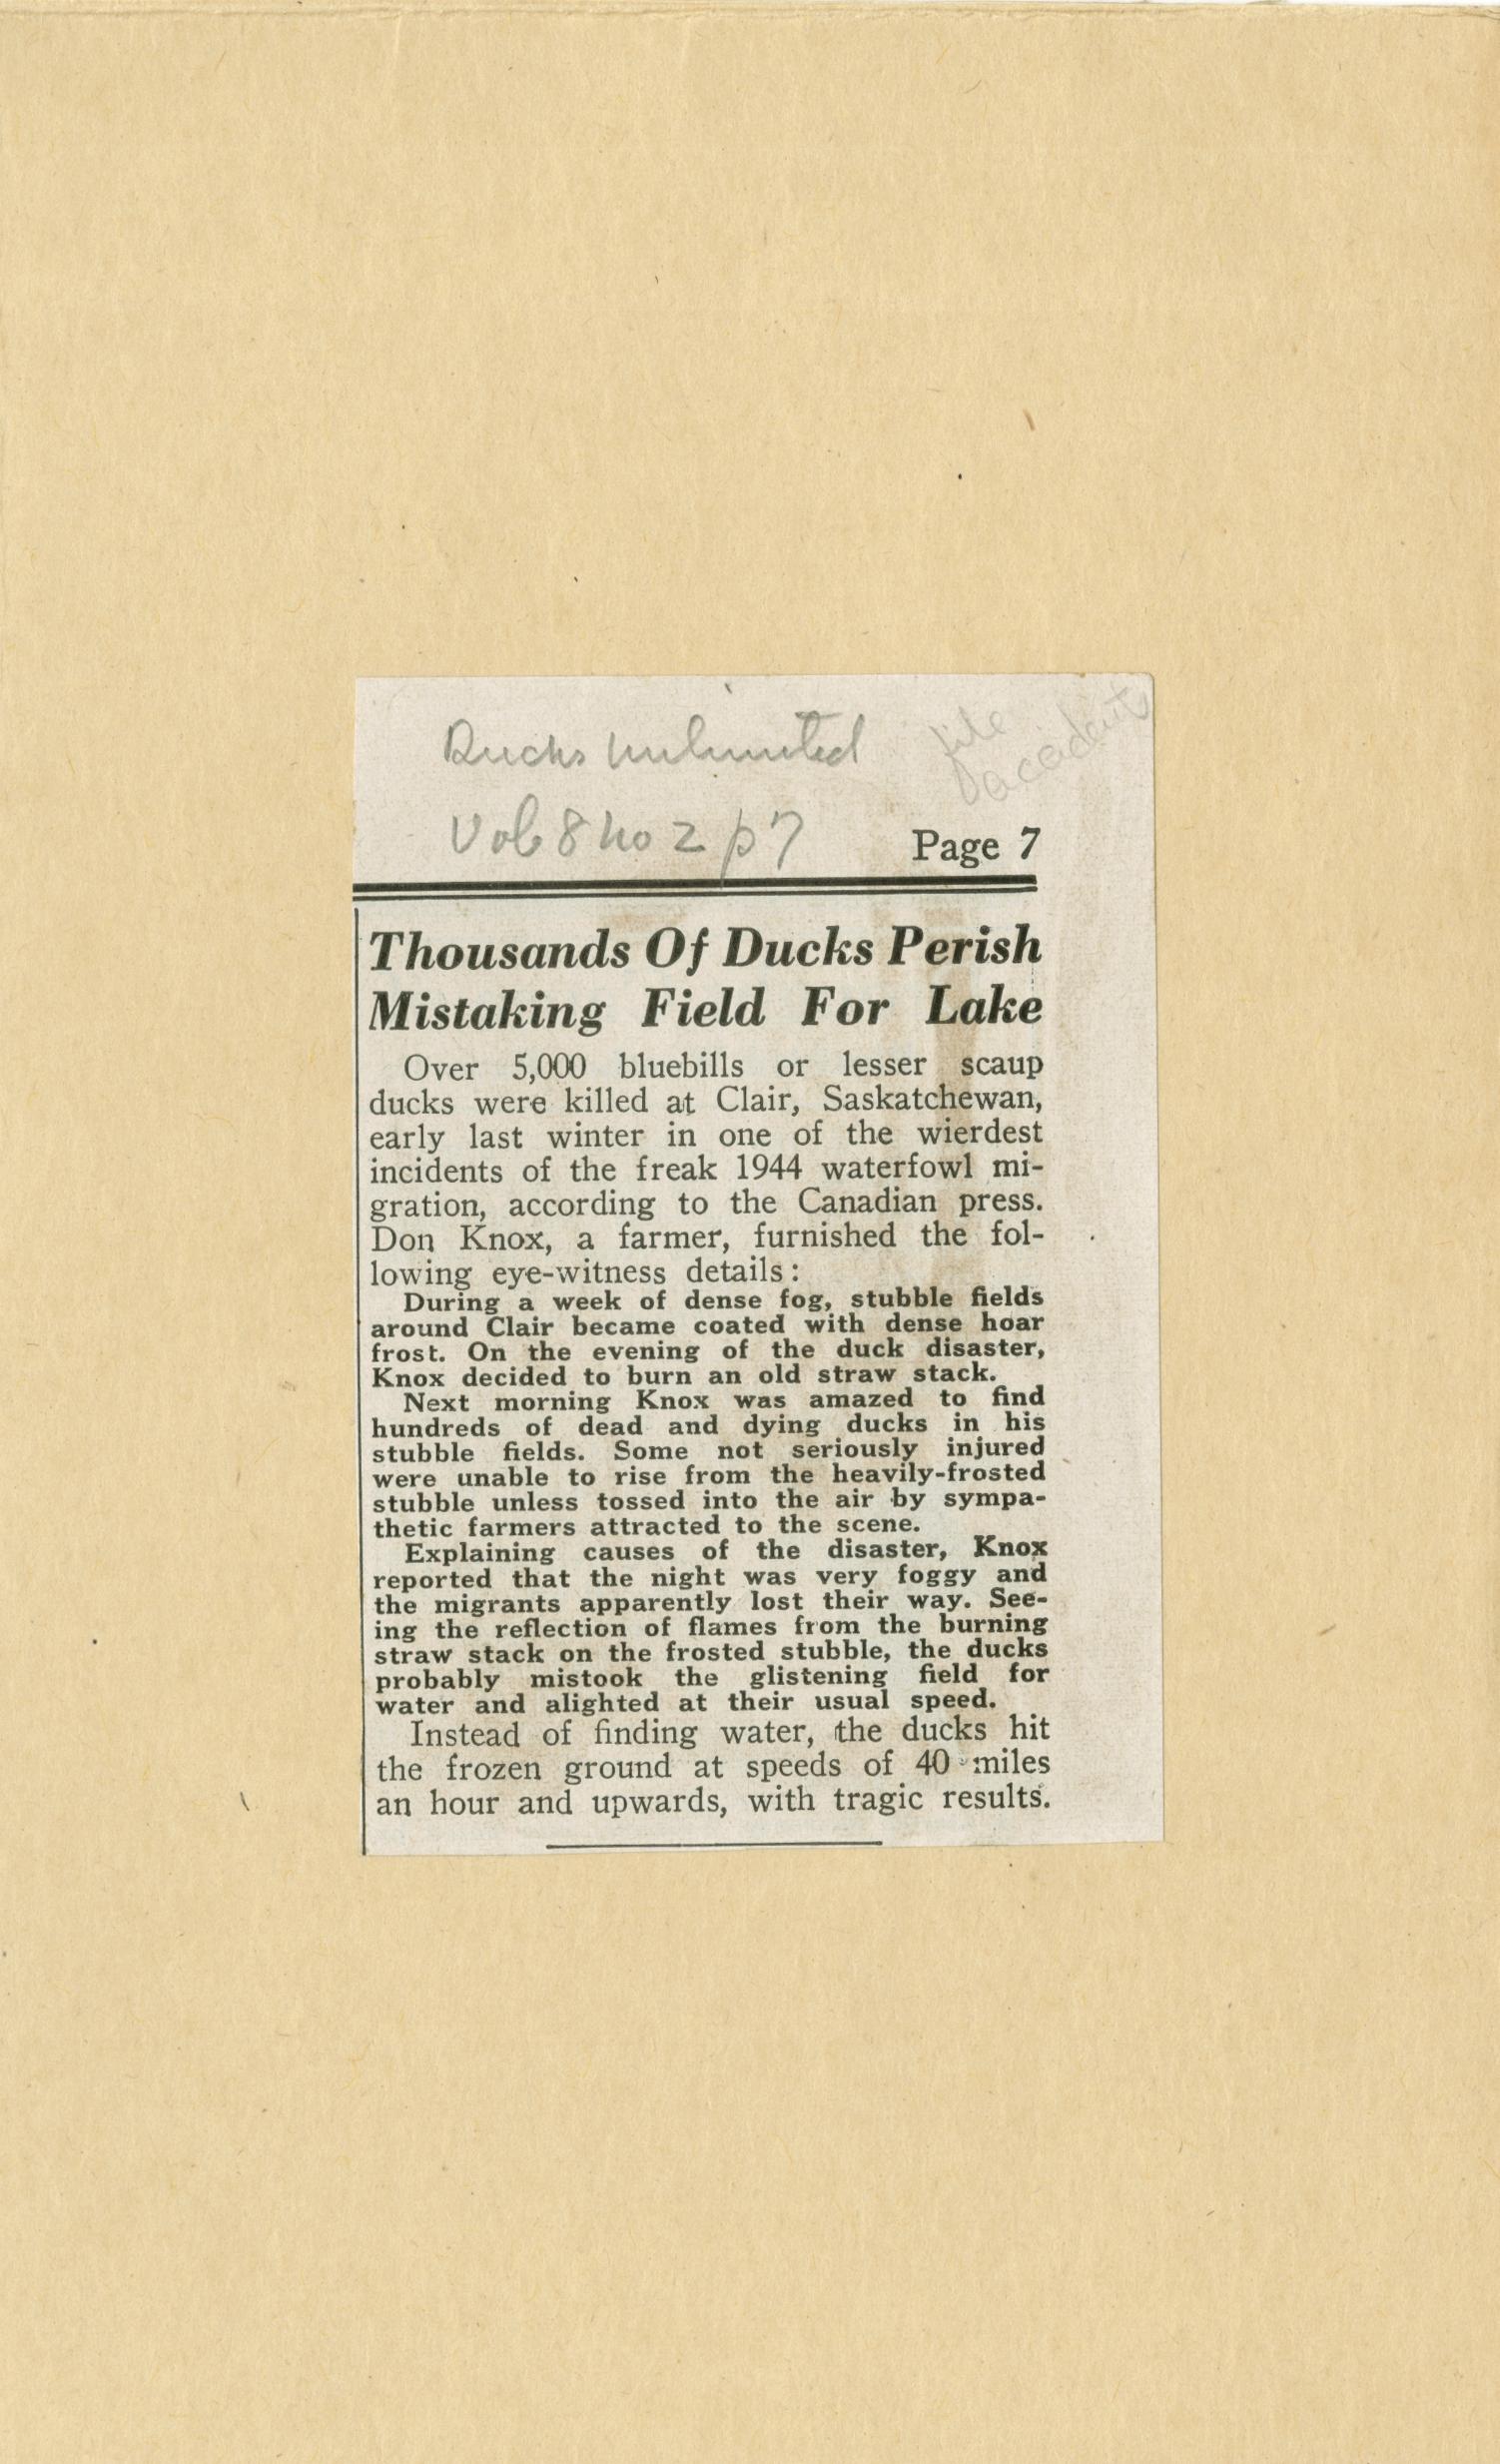 Ducks Unlimited
file
accidents
Vol 8 no 2 p 7
Page 7
Thousands Of Ducks Perish
Mistaking Field For Lake
Over 5,000 bluebills or lesser scaup
ducks were killed at Clair, Saskatchewan,
early last winter in one of the wierdest
incidents of the freak 1944 waterfowl mi-
gration, according to the Canadian press.
Don Knox, a farmer, furnished the fol-
lowing eye-witness details:
During a week of dense fog, stubble fields
around Clair became coated with dense hoar
frost. On the evening of the duck disaster,
Knox decided to burn an old straw stack.
Next morning Knox was amazed to find
hundreds of dead and dying ducks in his
stubble fields. Some not seriously injured
were unable to rise from the heavily-frosted
stubble unless tossed into the air by sympa-
thetic farmers attracted to the scene.
Explaining causes of the disaster, Knox
reported that the night was very foggy and
the migrants apparently lost their way. See-
ing the reflection of flames from the burning
straw stack on the frosted stubble, the ducks
probably mistook the glistening field for
water and alighted at their usual speed.
Instead of finding water, the ducks hit
the frozen ground at speeds of 40 miles
an hour and upwards, with tragic results.